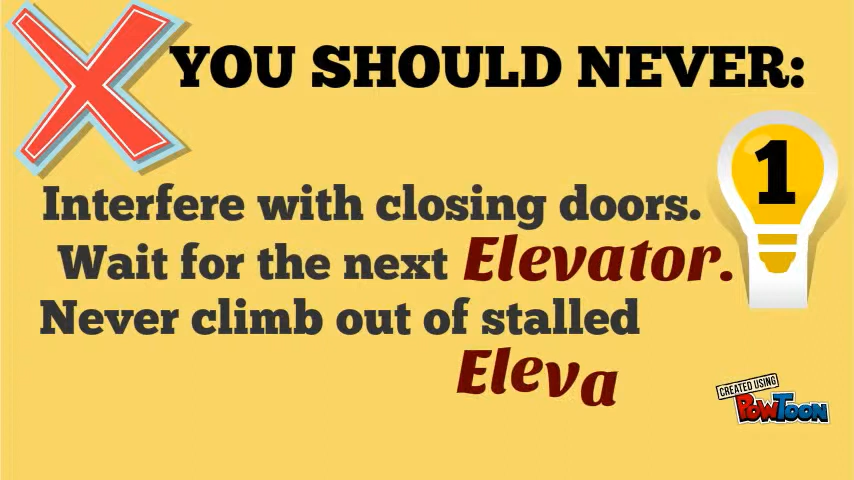 YOU SHOULD NEVER:
1
Interfere with closing doors.
Wait for the next Elevator.
Never climb out of stalled
Eleva
CREATED USING
POWTOON